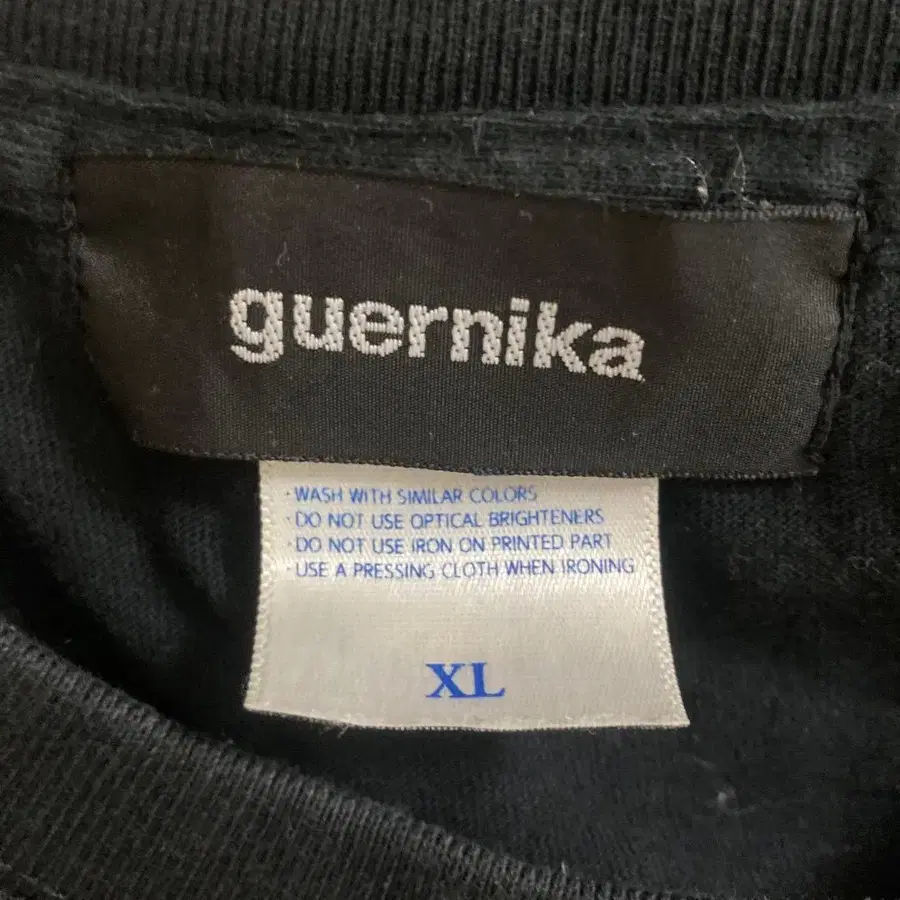 guernika
·WASH WITH SIMILAR COLORS
·DO NOT USE OPTICAL BRIGHTENERS
·DO NOT USE IRON ON PRINTED PART
·USE A PRESSING CLOTH WHEN IRONING
XL